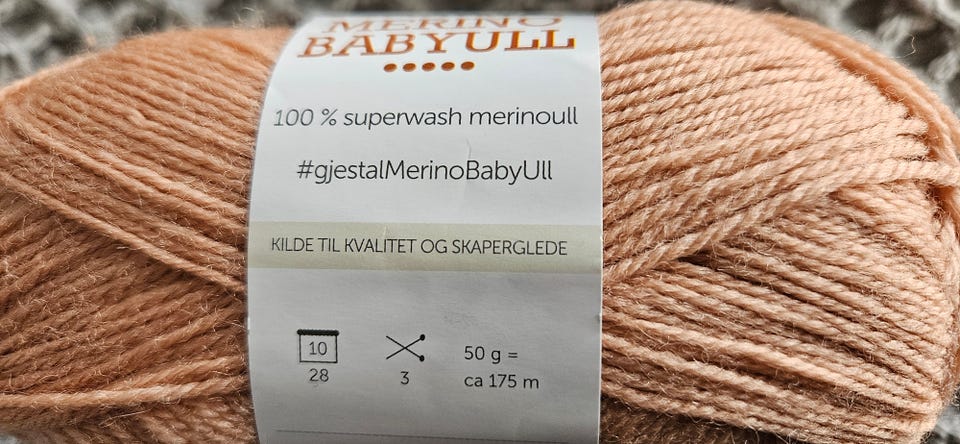 MERINO
BABYULL
100 % superwash merinoull
#gjestalMerinoBabyUll
KILDE TIL KVALITET OG SKAPERGLEDE
10
28
3
50 g =
ca 175 m